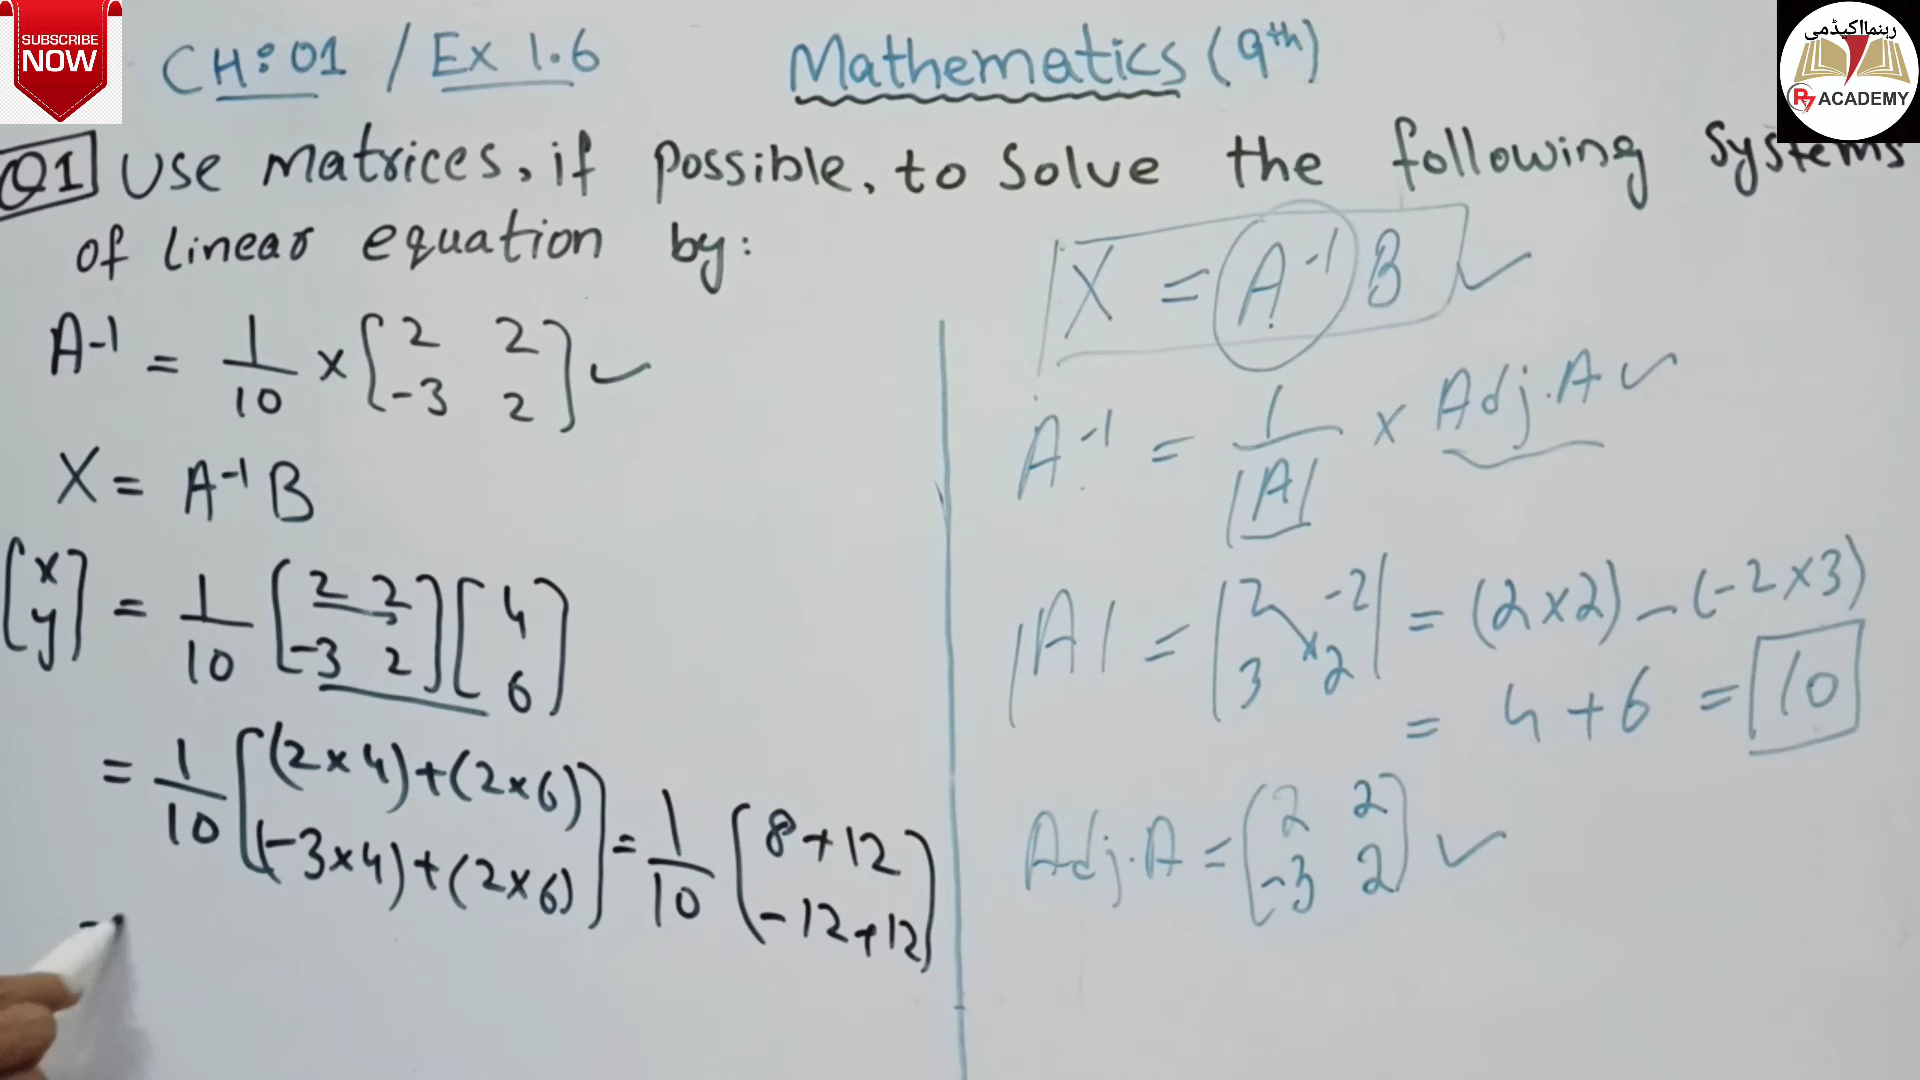 SUBSCRIBE
NOW
CH:01 / Ex 1.6
Mathematics (9th)
رہنما اکیڈمی
R7 ACADEMY
Q1 Use Matrices, if Possible, to Solve the following Systems
of linear equation by:
A-1 = 1/10 × [2 2
-3 2] ✓
X = A-1 B
[x
y] = 1/10 [2 2
-3 2] [4
6]
= 1/10 [(2×4)+(2×6)
(-3×4)+(2×6)] = 1/10 [8+12
-12+12]
X = A-1 B ✓
A-1 = 1/|A| × Adj.A ✓
|A| = |2 -2
3 2| = (2×2) - (-2×3)
= 4+6 = 10
Adj.A = [2 2
-3 2] ✓